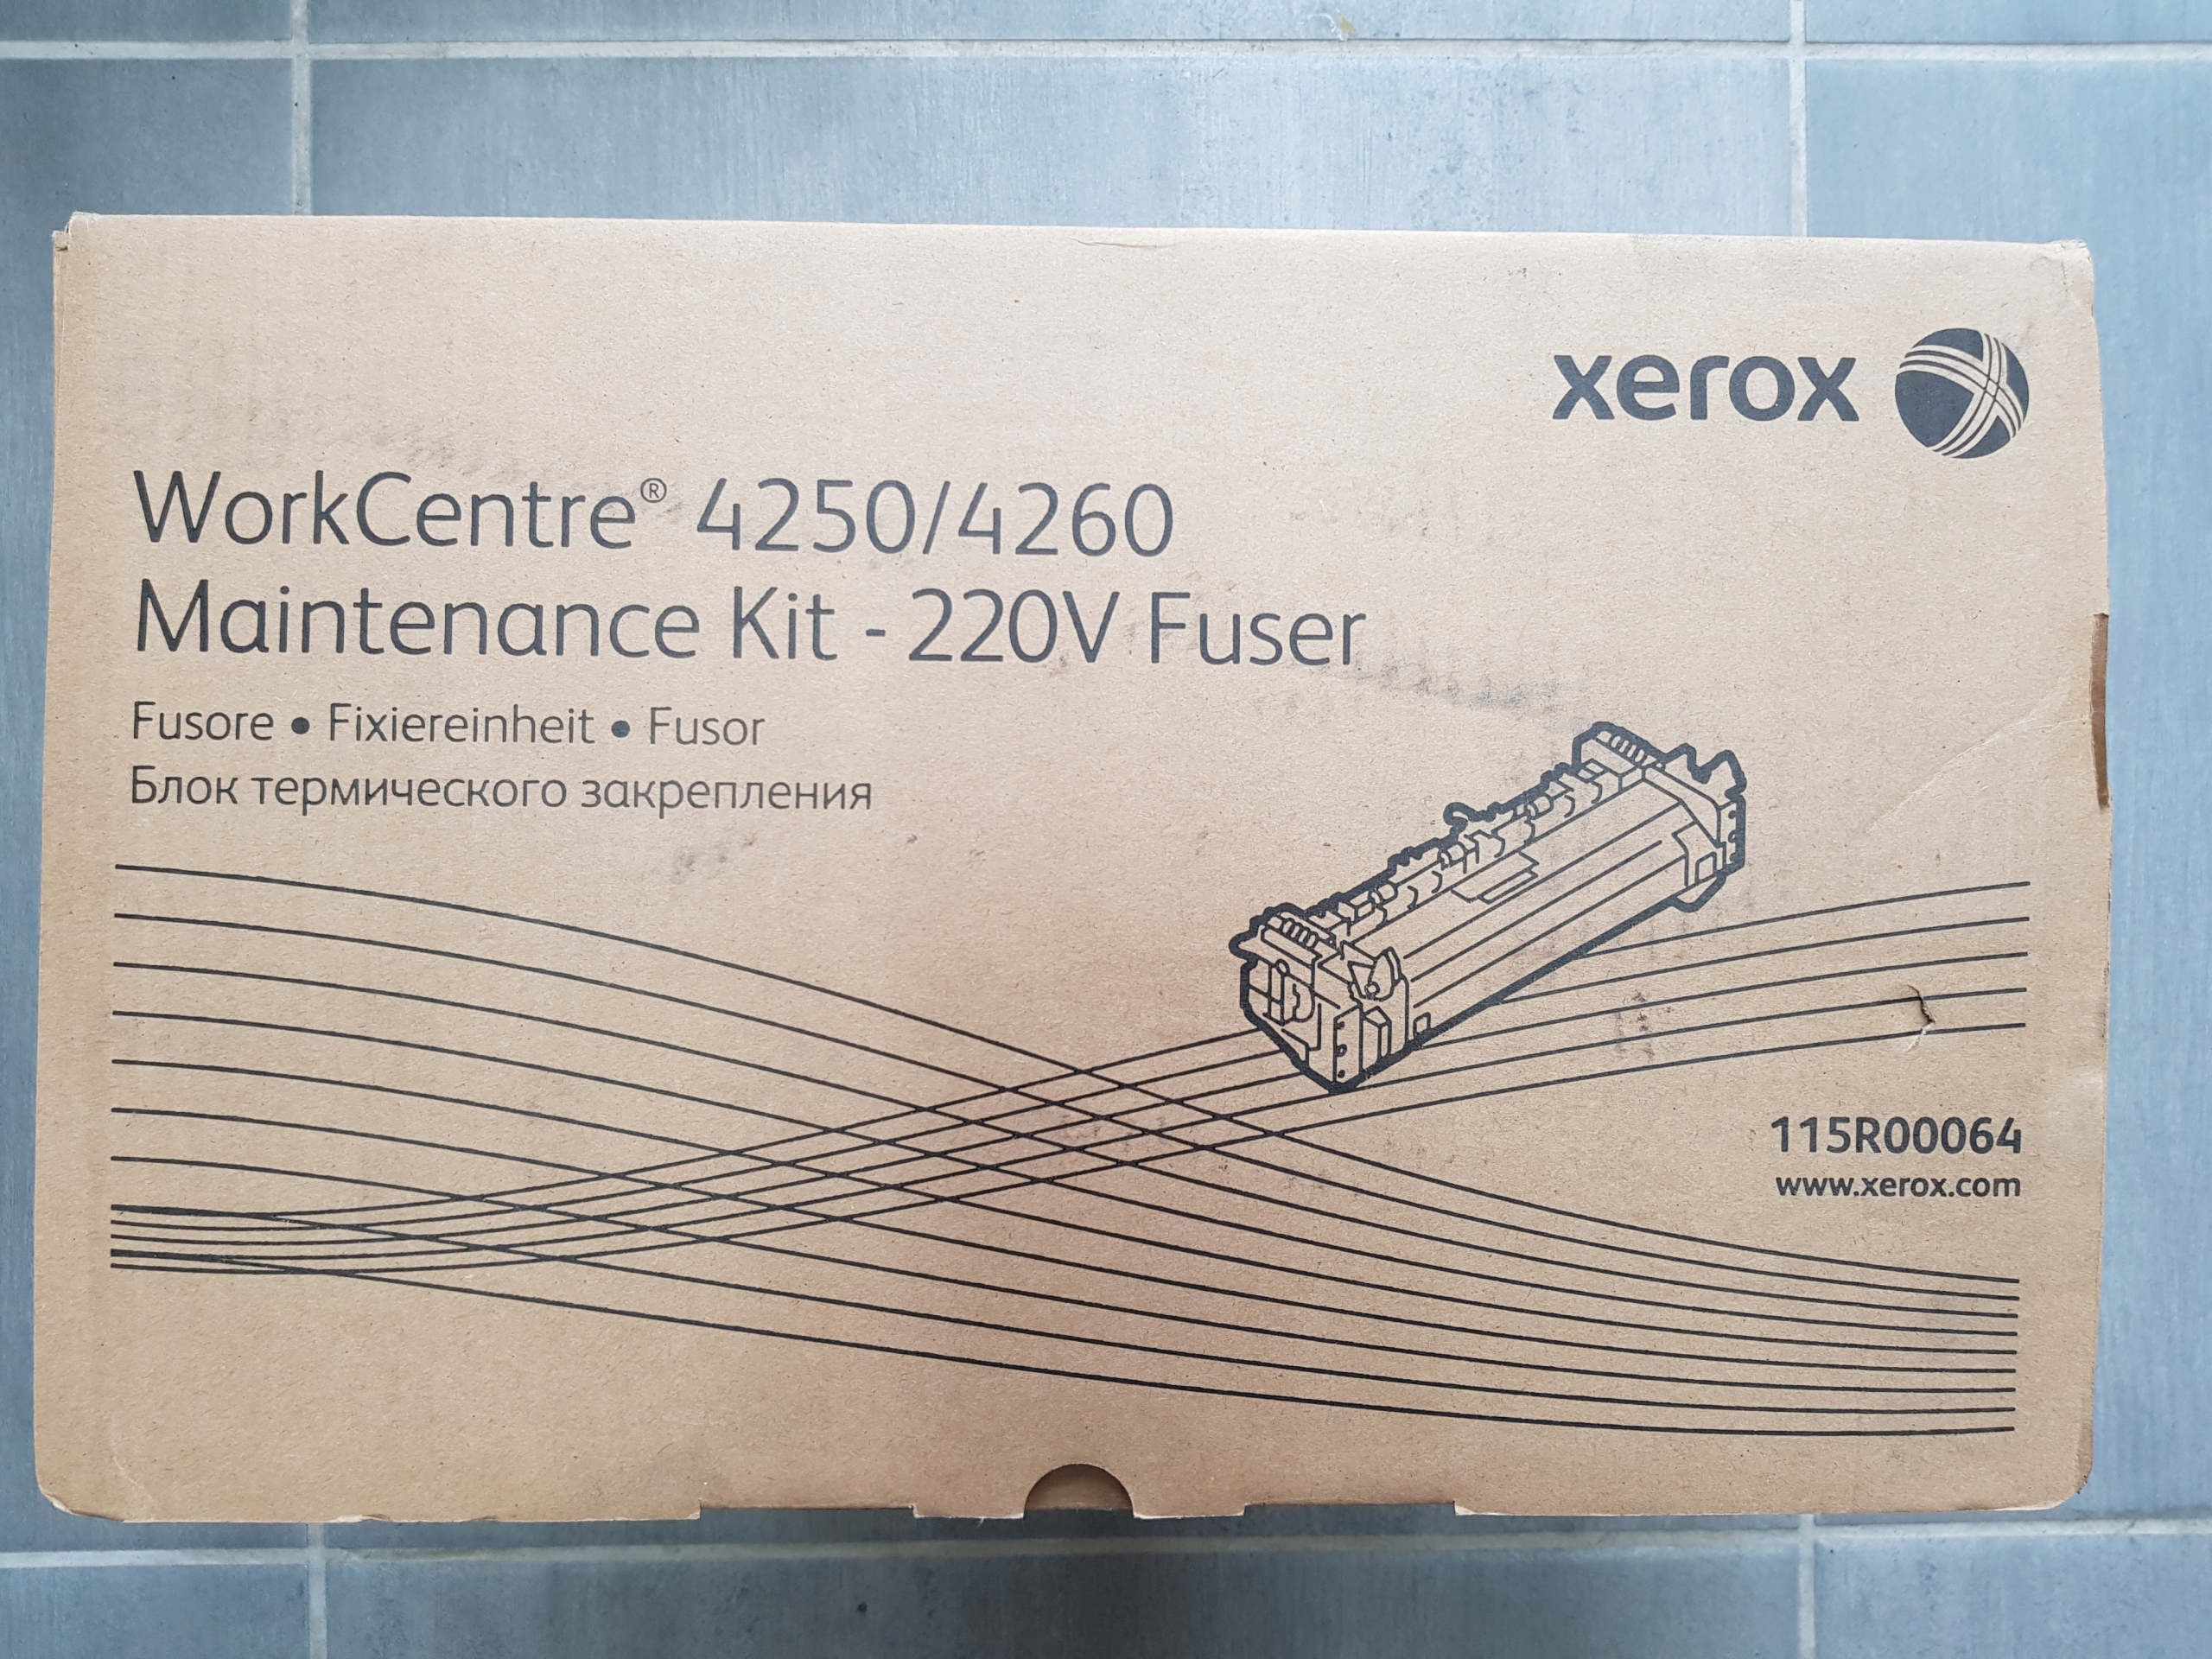 xerox
WorkCentre® 4250/4260
Maintenance Kit - 220V Fuser
Fusore • Fixiereinheit • Fusor
Блок термического закрепления
115R00064
www.xerox.com